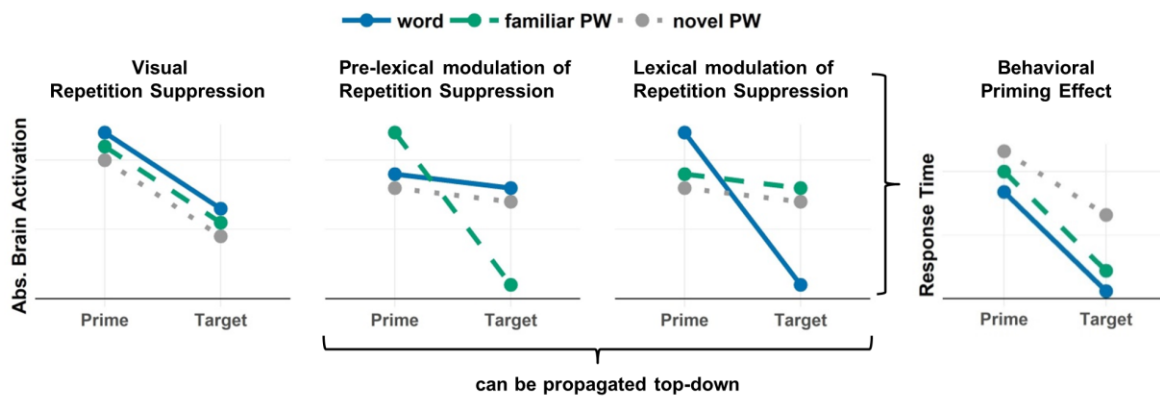 word familiar PW novel PW
Visual
Repetition Suppression
Pre-lexical modulation of
Repetition Suppression
Lexical modulation of
Repetition Suppression
Behavioral
Priming Effect
Abs. Brain Activation
Response Time
Prime Target
Prime Target
Prime Target
Prime Target
can be propagated top-down